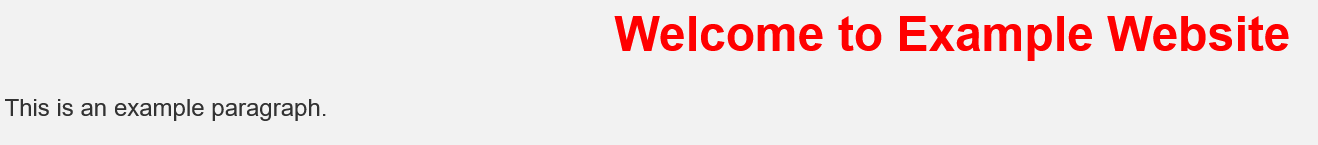 Welcome to Example Website
This is an example paragraph.